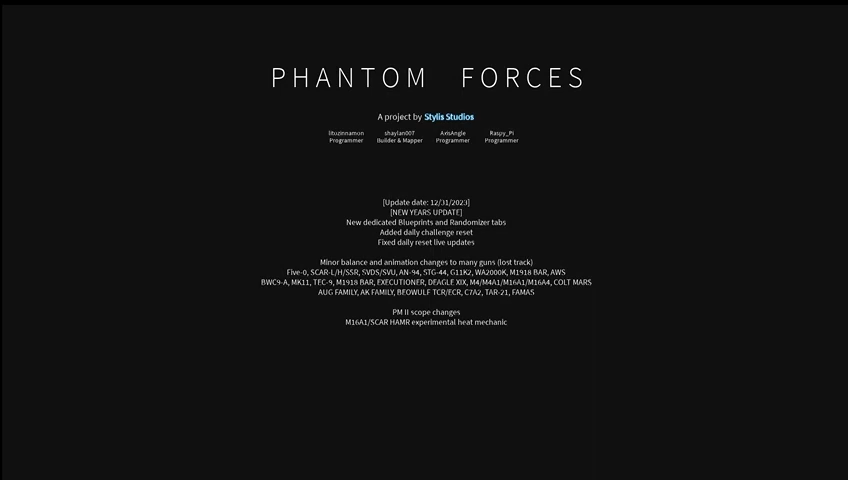 PHANTOM FORCES
A project by Stylis Studios
litozinnamon shaylan007 AxisAngle Raspy_Pi
Programmer Builder & Mapper Programmer Programmer
[Update date: 12/31/2023]
[NEW YEARS UPDATE]
New dedicated Blueprints and Randomizer tabs
Added daily challenge reset
Fixed daily reset live updates
Minor balance and animation changes to many guns (lost track)
Five-0, SCAR-L/H/SSR, SVDS/SVU, AN-94, STG-44, G11K2, WA2000K, M1918 BAR, AWS
BWC9-A, MK11, TEC-9, M1918 BAR, EXECUTIONER, DEAGLE XIX, M4/M4A1/M16A1/M16A4, COLT MARS
AUG FAMILY, AK FAMILY, BEOWULF TCR/ECR, C7A2, TAR-21, FAMAS
PM II scope changes
M16A1/SCAR HAMR experimental heat mechanic